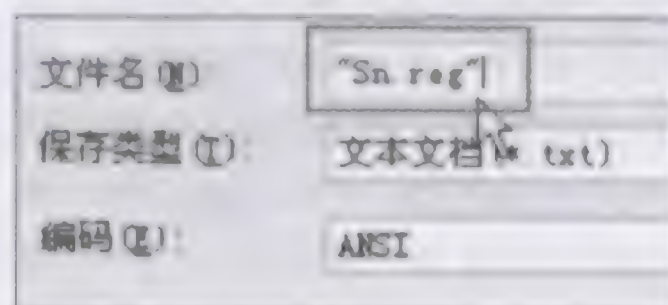 文件名(N) "Sn.reg"
保存类型(T): 文本文档(*.txt)
编码(E): ANSI